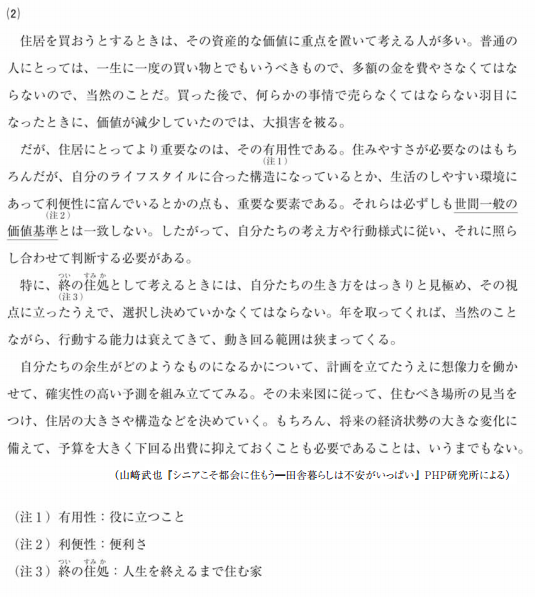 (2)
住居を買おうとするときは、その資産的な価値に重点を置いて考える人が多い。普通の
人にとっては、一生に一度の買い物とでもいうべきもので、多額の金を費やさなくてはな
らないので、当然のことだ。買った後で、何らかの事情で売らなくてはならない羽目に
なったときに、価値が減少していたのでは、大損害を被る。
だが、住居にとってより重要なのは、その有用性である。住みやすさが必要なのはもち
(注1)
ろんだが、自分のライフスタイルに合った構造になっているとか、生活のしやすい環境に
あって利便性に富んでいるとかの点も、重要な要素である。それらは必ずしも世間一般の
(注2)
価値基準とは一致しない。したがって、自分たちの考え方や行動様式に従い、それに照ら
し合わせて判断する必要がある。
つい すみか
特に、終の住処として考えるときには、自分たちの生き方をはっきりと見極め、その視
(注3)
点に立ったうえで、選択し決めていかなくてはならない。年を取ってくれば、当然のこと
ながら、行動する能力は衰えてきて、動き回る範囲は狭まってくる。
自分たちの余生がどのようなものになるかについて、計画を立てたうえに想像力を働か
せて、確実性の高い予測を組み立ててみる。その未来図に従って、住むべき場所の見当を
つけ、住居の大きさや構造などを決めていく。もちろん、将来の経済状勢の大きな変化に
備えて、予算を大きく下回る出費に抑えておくことも必要であることは、いうまでもない。
(山﨑武也『シニアこそ都会に住もう―田舎暮らしは不安がいっぱい』PHP研究所による)
(注1)有用性:役に立つこと
(注2)利便性:便利さ
つい すみか
(注3)終の住処:人生を終えるまで住む家